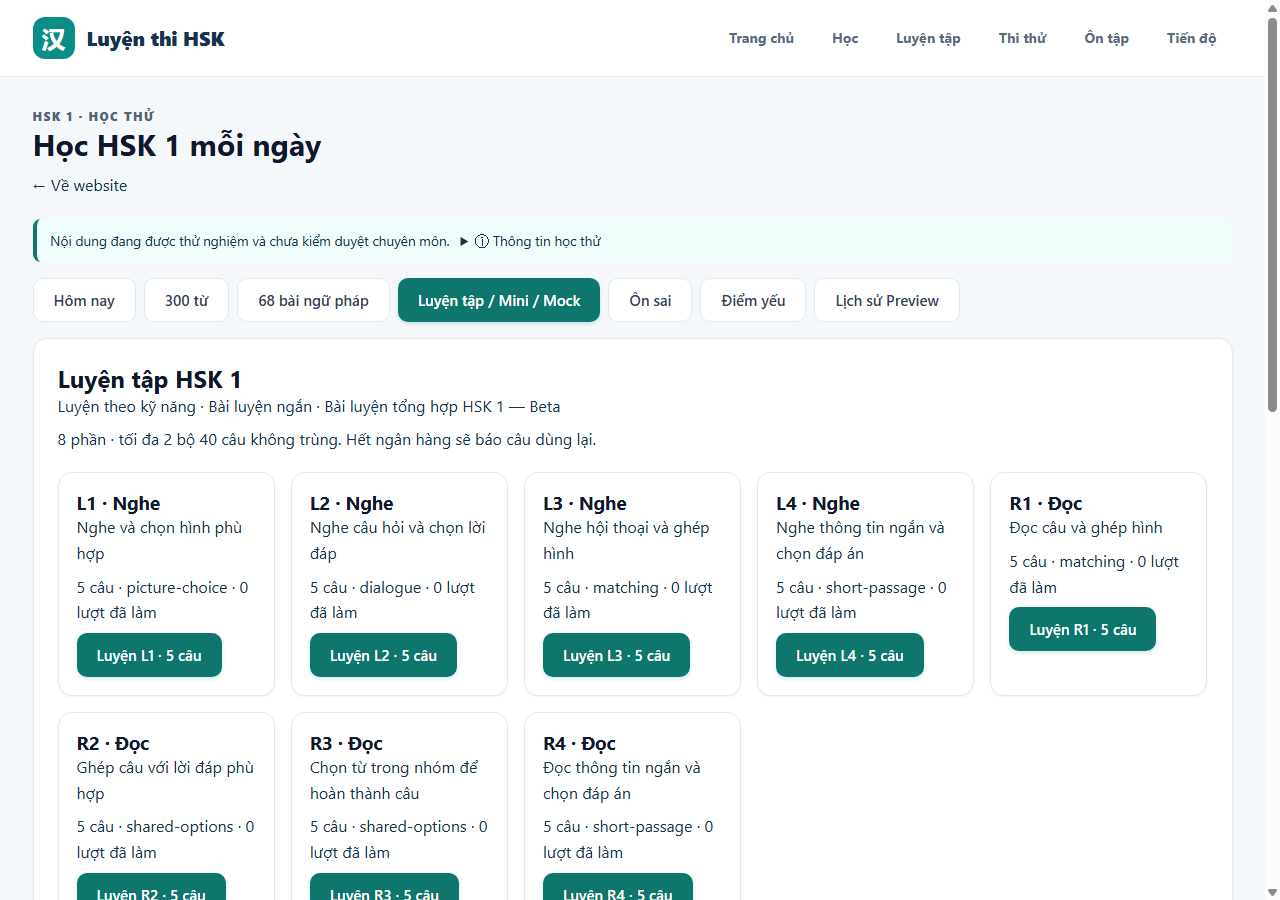 汉 Luyện thi HSK
Trang chủ Học Luyện tập Thi thử Ôn tập Tiến độ
HSK 1 · HỌC THỬ
Học HSK 1 mỗi ngày
← Về website
Nội dung đang được thử nghiệm và chưa kiểm duyệt chuyên môn. ▶ ⓘ Thông tin học thử
Hôm nay 300 từ 68 bài ngữ pháp Luyện tập / Mini / Mock Ôn sai Điểm yếu Lịch sử Preview
Luyện tập HSK 1
Luyện theo kỹ năng · Bài luyện ngắn · Bài luyện tổng hợp HSK 1 — Beta
8 phần · tối đa 2 bộ 40 câu không trùng. Hết ngân hàng sẽ báo câu dùng lại.
L1 · Nghe
Nghe và chọn hình phù
hợp
5 câu · picture-choice · 0
lượt đã làm
Luyện L1 · 5 câu
L2 · Nghe
Nghe câu hỏi và chọn lời
đáp
5 câu · dialogue · 0 lượt
đã làm
Luyện L2 · 5 câu
L3 · Nghe
Nghe hội thoại và ghép
hình
5 câu · matching · 0 lượt
đã làm
Luyện L3 · 5 câu
L4 · Nghe
Nghe thông tin ngắn và
chọn đáp án
5 câu · short-passage · 0
lượt đã làm
Luyện L4 · 5 câu
R1 · Đọc
Đọc câu và ghép hình
5 câu · matching · 0 lượt
đã làm
Luyện R1 · 5 câu
R2 · Đọc
Ghép câu với lời đáp phù
hợp
5 câu · shared-options · 0
lượt đã làm
Luyện R2 · 5 câu
R3 · Đọc
Chọn từ trong nhóm để
hoàn thành câu
5 câu · shared-options · 0
lượt đã làm
Luyện R3 · 5 câu
R4 · Đọc
Đọc thông tin ngắn và
chọn đáp án
5 câu · short-passage · 0
lượt đã làm
Luyện R4 · 5 câu